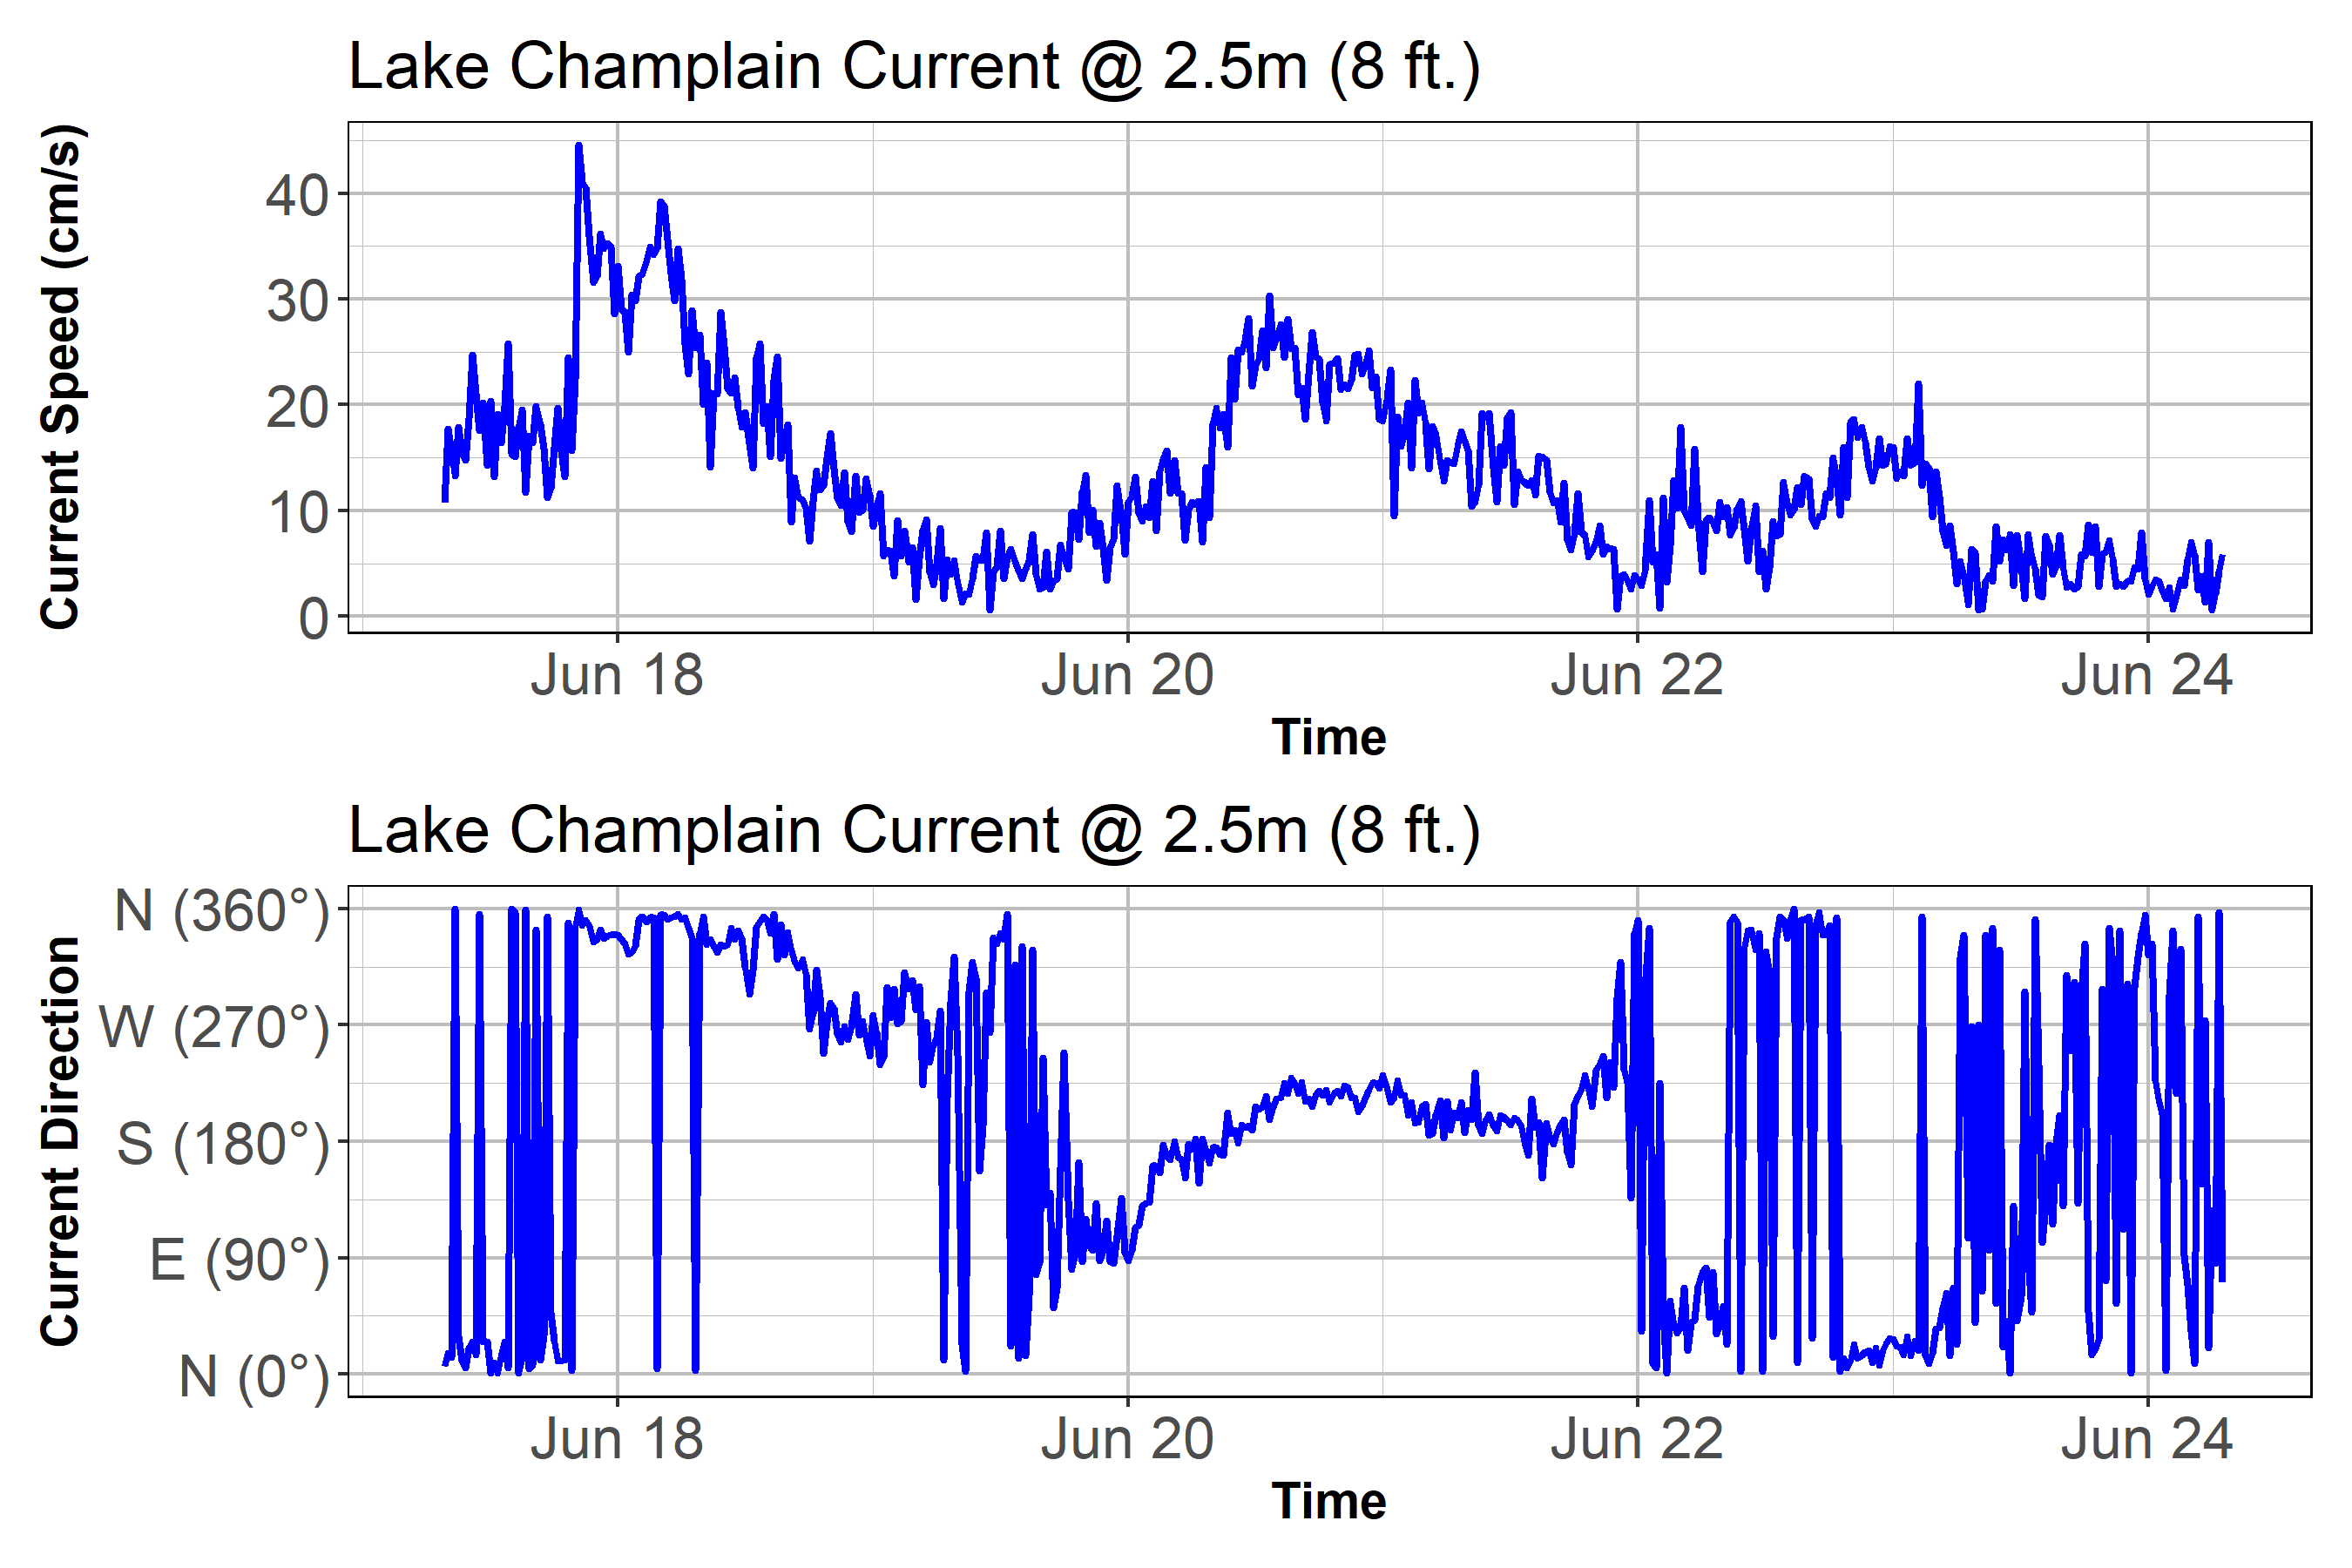 Lake Champlain Current @ 2.5m (8 ft.)
Current Speed (cm/s)
40
30
20
10
0
Jun 18 Jun 20 Jun 22 Jun 24
Time
Lake Champlain Current @ 2.5m (8 ft.)
Current Direction
N (360°)
W (270°)
S (180°)
E (90°)
N (0°)
Jun 18 Jun 20 Jun 22 Jun 24
Time